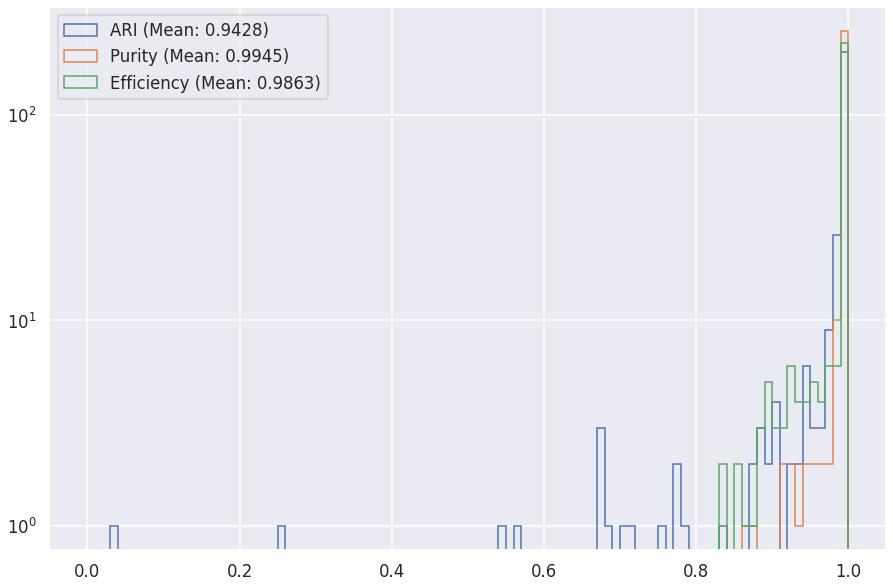 ARI (Mean: 0.9428)
Purity (Mean: 0.9945)
Efficiency (Mean: 0.9863)
10²
10¹
10⁰
0.0 0.2 0.4 0.6 0.8 1.0